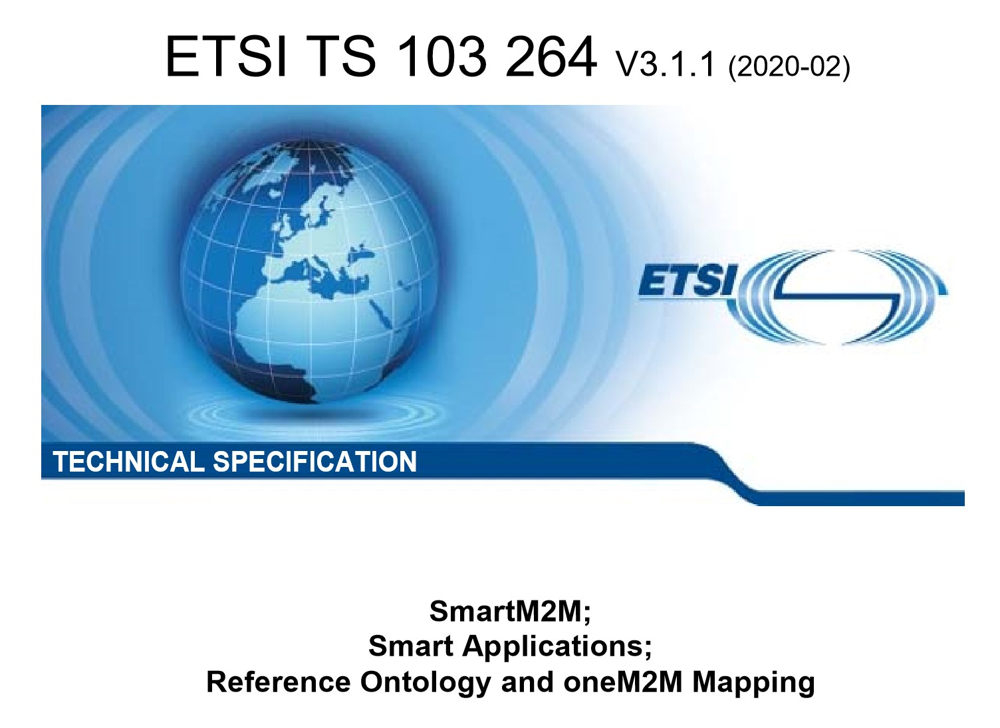 ETSI TS 103 264 V3.1.1 (2020-02)
ETSI
TECHNICAL SPECIFICATION
SmartM2M;
Smart Applications;
Reference Ontology and oneM2M Mapping